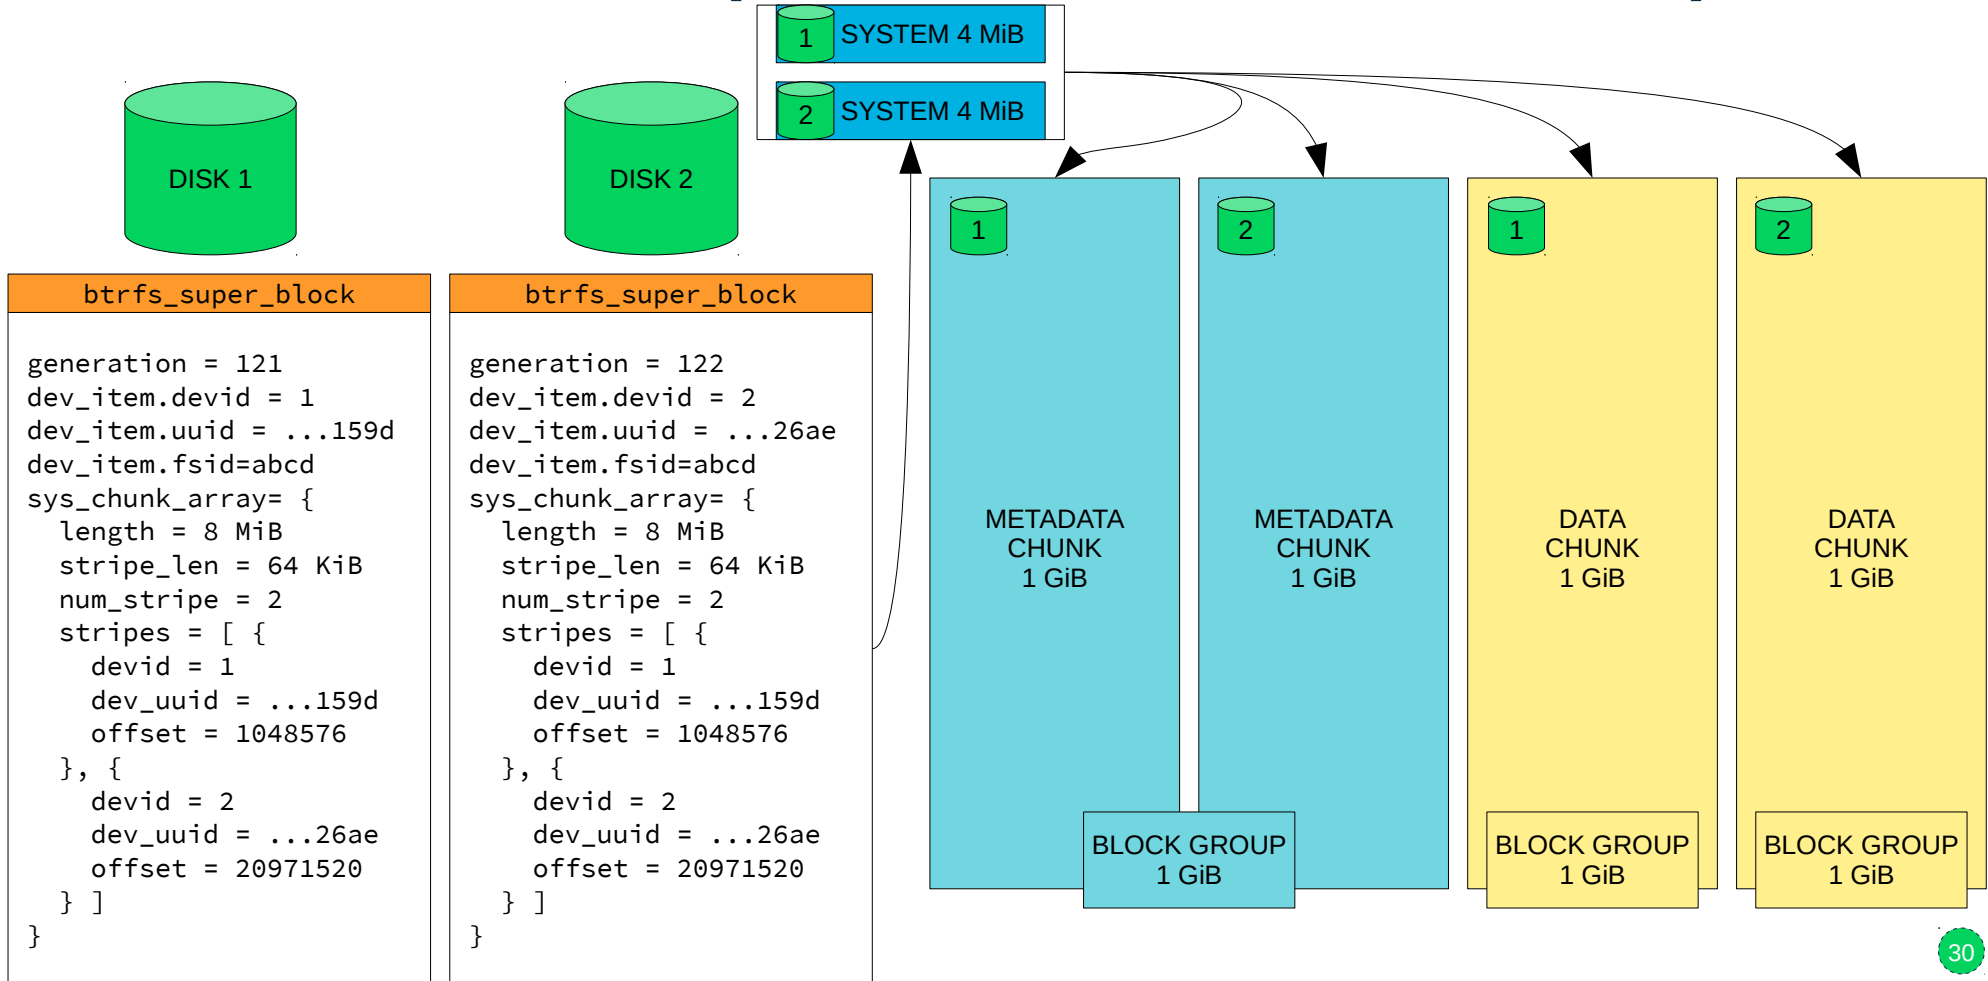 1 SYSTEM 4 MiB
2 SYSTEM 4 MiB
DISK 1
DISK 2
btrfs_super_block
generation = 121
dev_item.devid = 1
dev_item.uuid = ...159d
dev_item.fsid=abcd
sys_chunk_array= {
  length = 8 MiB
  stripe_len = 64 KiB
  num_stripe = 2
  stripes = [ {
    devid = 1
    dev_uuid = ...159d
    offset = 1048576
  }, {
    devid = 2
    dev_uuid = ...26ae
    offset = 20971520
  } ]
}
btrfs_super_block
generation = 122
dev_item.devid = 2
dev_item.uuid = ...26ae
dev_item.fsid=abcd
sys_chunk_array= {
  length = 8 MiB
  stripe_len = 64 KiB
  num_stripe = 2
  stripes = [ {
    devid = 1
    dev_uuid = ...159d
    offset = 1048576
  }, {
    devid = 2
    dev_uuid = ...26ae
    offset = 20971520
  } ]
}
1
METADATA
CHUNK
1 GiB
2
METADATA
CHUNK
1 GiB
BLOCK GROUP
1 GiB
1
DATA
CHUNK
1 GiB
BLOCK GROUP
1 GiB
2
DATA
CHUNK
1 GiB
BLOCK GROUP
1 GiB
30